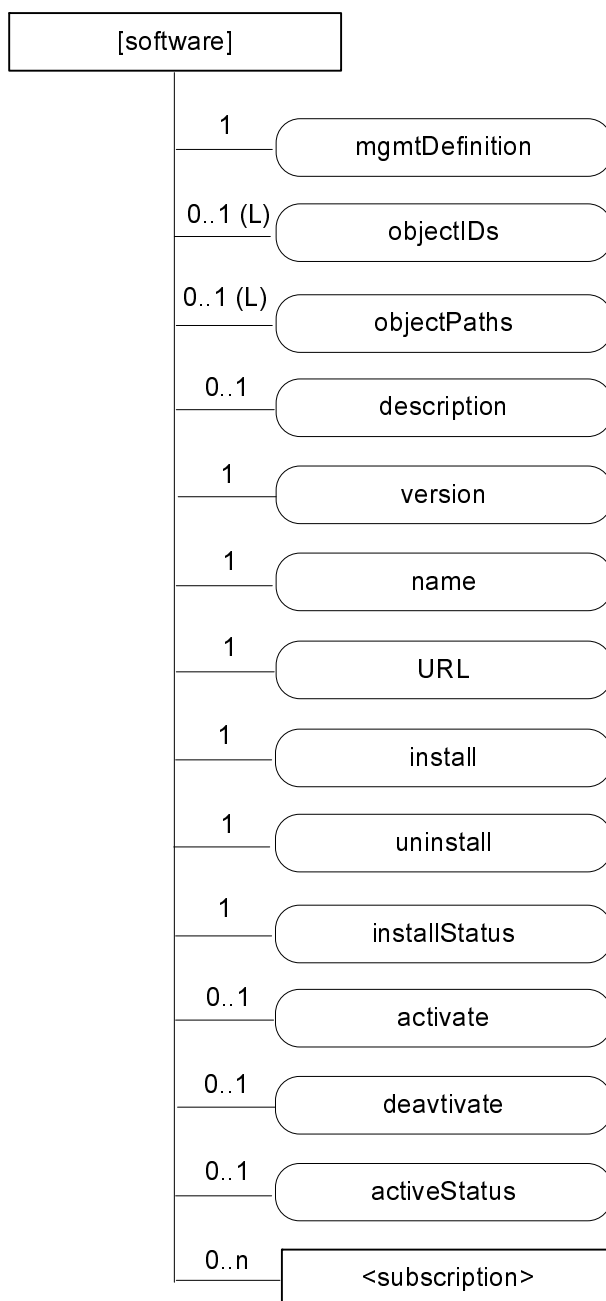 [software]
1
mgmtDefinition
0..1 (L)
objectIDs
0..1 (L)
objectPaths
0..1
description
1
version
1
name
1
URL
1
install
1
uninstall
1
installStatus
0..1
activate
0..1
deavtivate
0..1
activeStatus
0..n
<subscription>